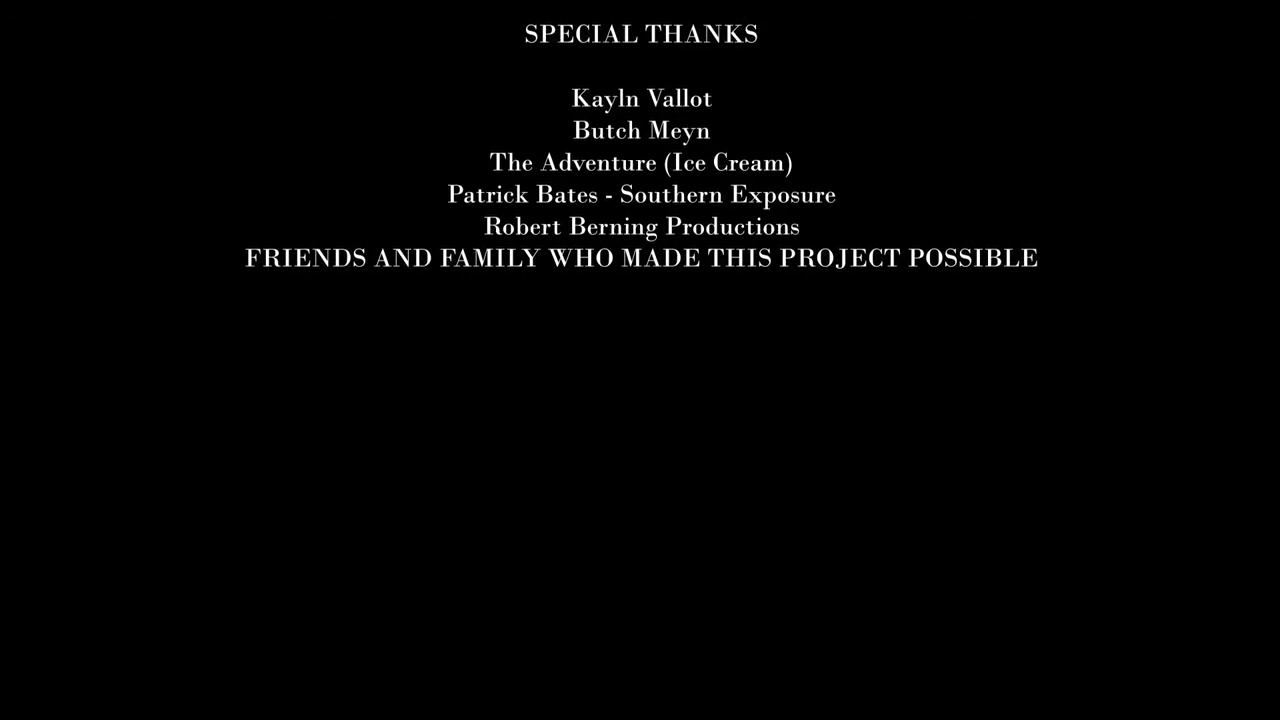 SPECIAL THANKS
Kayln Vallot
Butch Meyn
The Adventure (Ice Cream)
Patrick Bates - Southern Exposure
Robert Berning Productions
FRIENDS AND FAMILY WHO MADE THIS PROJECT POSSIBLE